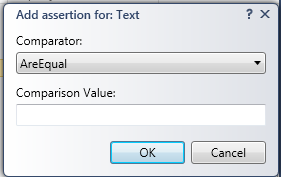 Add assertion for: Text
Comparator:
AreEqual
Comparison Value:
OK Cancel